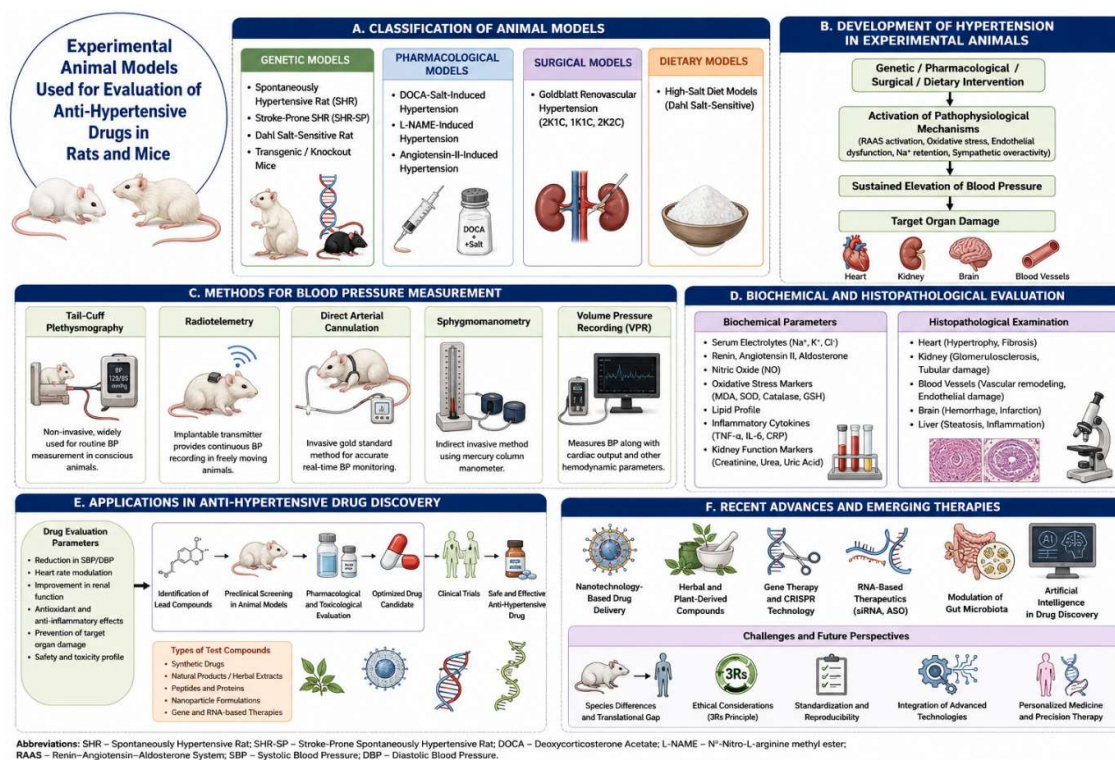 Experimental
Animal Models
Used for Evaluation of
Anti-Hypertensive
Drugs in
Rats and Mice
A. CLASSIFICATION OF ANIMAL MODELS
GENETIC MODELS
• Spontaneously
Hypertensive Rat (SHR)
• Stroke-Prone SHR (SHR-SP)
• Dahl Salt-Sensitive Rat
• Transgenic / Knockout
Mice
PHARMACOLOGICAL
MODELS
• DOCA-Salt-Induced
Hypertension
• L-NAME-Induced
Hypertension
• Angiotensin-II-Induced
Hypertension
DOCA
+
+Salt
SURGICAL MODELS
• Goldblatt Renovascular
Hypertension
(2K1C, 1K1C, 2K2C)
DIETARY MODELS
• High-Salt Diet Models
(Dahl Salt-Sensitive)
B. DEVELOPMENT OF HYPERTENSION
IN EXPERIMENTAL ANIMALS
Genetic / Pharmacological /
Surgical / Dietary Intervention
Activation of Pathophysiological
Mechanisms
(RAAS activation, Oxidative stress, Endothelial
dysfunction, Na⁺ retention, Sympathetic overactivity)
Sustained Elevation of Blood Pressure
Target Organ Damage
Heart
Kidney
Brain
Blood Vessels
C. METHODS FOR BLOOD PRESSURE MEASUREMENT
Tail-Cuff
Plethysmography
BP
129/85
mmHg
Non-invasive, widely
used for routine BP
measurement in conscious
animals.
Radiotelemetry
Implantable transmitter
provides continuous BP
recording in freely moving
animals.
Direct Arterial
Cannulation
Invasive gold standard
method for accurate
real-time BP monitoring.
Sphygmomanometry
Indirect invasive method
using mercury column
manometer.
Volume Pressure
Recording (VPR)
Measures BP along with
cardiac output and other
hemodynamic parameters.
D. BIOCHEMICAL AND HISTOPATHOLOGICAL EVALUATION
Biochemical Parameters
• Serum Electrolytes (Na⁺, K⁺, Cl⁻)
• Renin, Angiotensin II, Aldosterone
• Nitric Oxide (NO)
• Oxidative Stress Markers
(MDA, SOD, Catalase, GSH)
• Lipid Profile
• Inflammatory Cytokines
(TNF-α, IL-6, CRP)
• Kidney Function Markers
(Creatinine, Urea, Uric Acid)
Histopathological Examination
• Heart (Hypertrophy, Fibrosis)
• Kidney (Glomerulosclerosis,
Tubular damage)
• Blood Vessels (Vascular remodeling,
Endothelial damage)
• Brain (Hemorrhage, Infarction)
• Liver (Steatosis, Inflammation)
E. APPLICATIONS IN ANTI-HYPERTENSIVE DRUG DISCOVERY
Drug Evaluation
Parameters
• Reduction in SBP/DBP
• Heart rate modulation
• Improvement in renal
function
• Antioxidant and
anti-inflammatory effects
• Prevention of target
organ damage
• Safety and toxicity profile
Identification of
Lead Compounds
Preclinical Screening
in Animal Models
Pharmacological
and Toxicological
Evaluation
Optimized Drug
Candidate
Clinical Trials
Safe and Effective
Anti-Hypertensive
Drug
Types of Test Compounds
• Synthetic Drugs
• Natural Products / Herbal Extracts
• Peptides and Proteins
• Nanoparticle Formulations
• Gene and RNA-based Therapies
F. RECENT ADVANCES AND EMERGING THERAPIES
Nanotechnology-
Based Drug
Delivery
Herbal and
Plant-Derived
Compounds
Gene Therapy
and CRISPR
Technology
RNA-Based
Therapeutics
(siRNA, ASO)
Modulation of
Gut Microbiota
AI
Artificial
Intelligence
in Drug Discovery
Challenges and Future Perspectives
Species Differences
and Translational Gap
3Rs
Ethical Considerations
(3Rs Principle)
Standardization and
Reproducibility
Integration of Advanced
Technologies
Personalized Medicine
and Precision Therapy
Abbreviations: SHR – Spontaneously Hypertensive Rat; SHR-SP – Stroke-Prone Spontaneously Hypertensive Rat; DOCA – Deoxycorticosterone Acetate; L-NAME – Nᴳ-Nitro-L-arginine methyl ester;
RAAS – Renin–Angiotensin–Aldosterone System; SBP – Systolic Blood Pressure; DBP – Diastolic Blood Pressure.